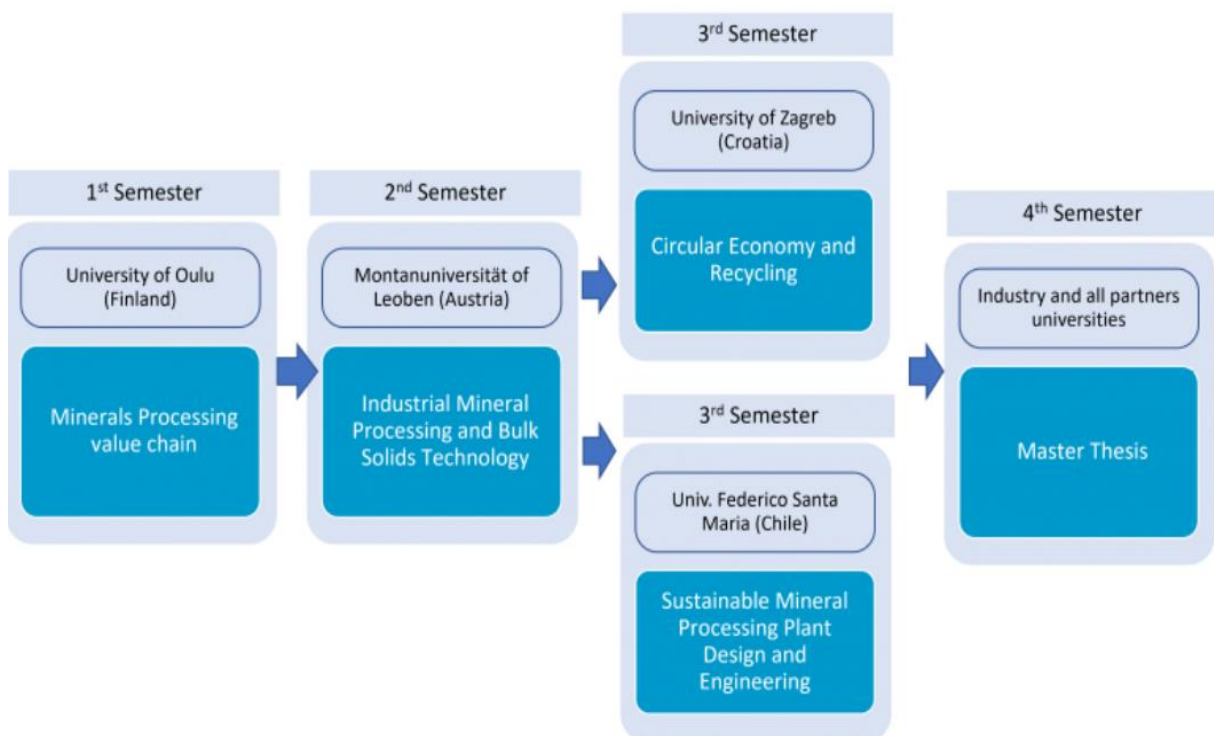 1st Semester
University of Oulu
(Finland)
Minerals Processing
value chain
2nd Semester
Montanuniversität of
Leoben (Austria)
Industrial Mineral
Processing and Bulk
Solids Technology
3rd Semester
University of Zagreb
(Croatia)
Circular Economy and
Recycling
3rd Semester
Univ. Federico Santa
Maria (Chile)
Sustainable Mineral
Processing Plant
Design and
Engineering
4th Semester
Industry and all partners
universities
Master Thesis